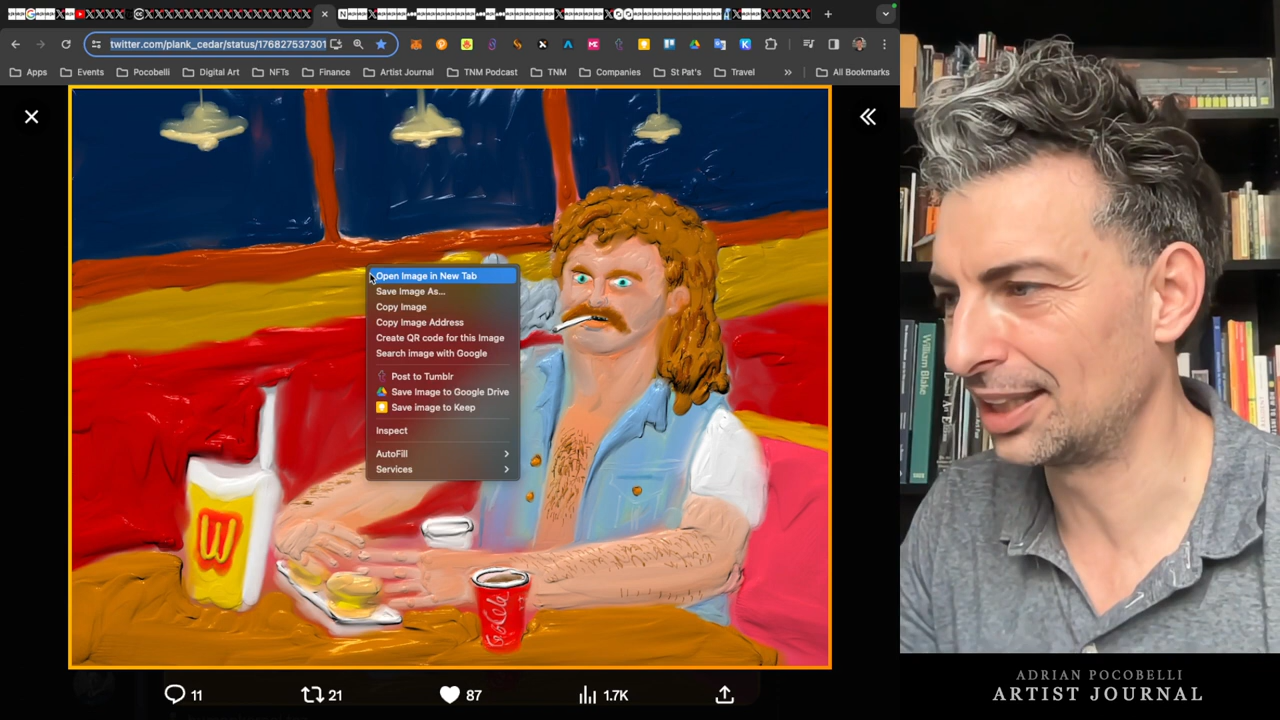 twitter.com/plank_cedar/status/176827537301
Apps
Events
Pocobelli
Digital Art
NFTs
Finance
Artist Journal
TNM Podcast
TNM
Companies
St Pat's
Travel
»
All Bookmarks
Open Image in New Tab
Save Image As...
Copy Image
Copy Image Address
Create QR code for this Image
Search image with Google
Post to Tumblr
Save Image to Google Drive
Save image to Keep
Inspect
AutoFill
Services
W
11
21
87
1.7K
William Blake
ADRIAN POCOBELLI
ARTIST JOURNAL